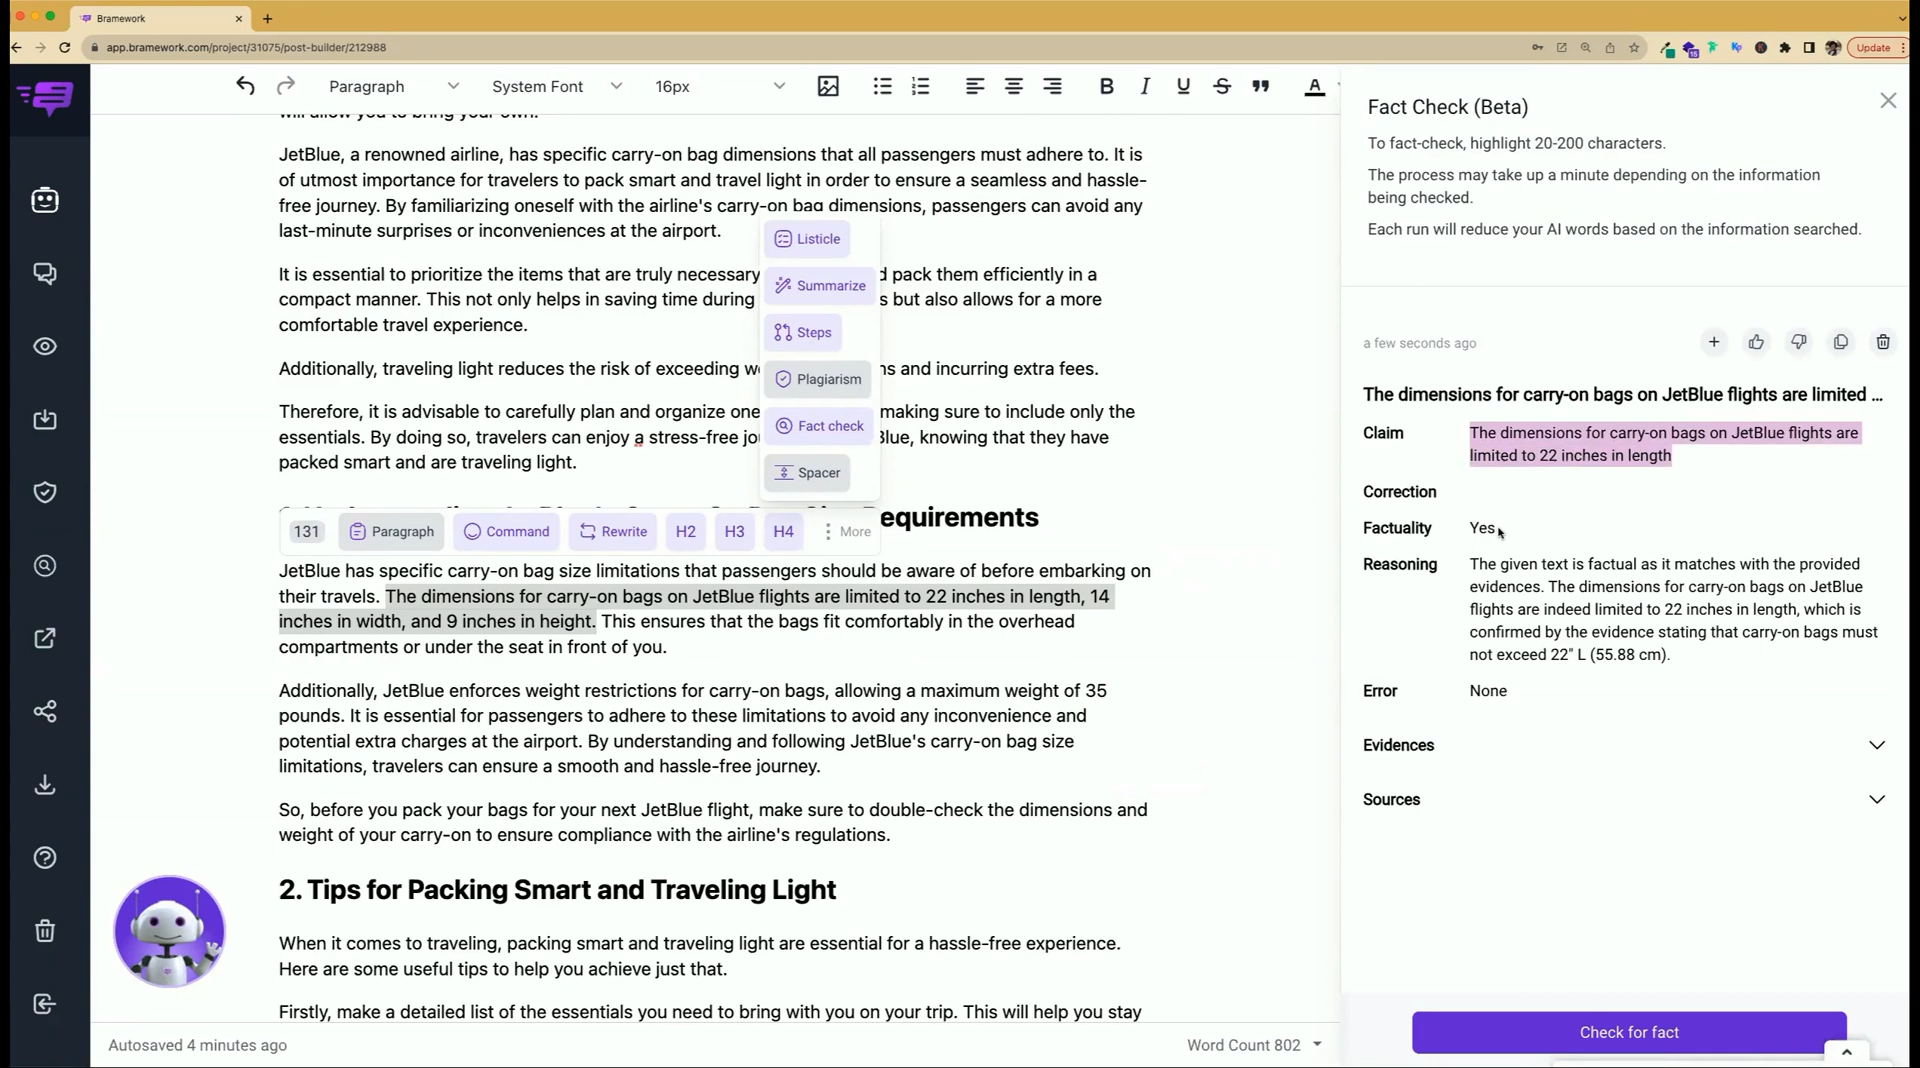 Bramework
app.bramework.com/project/31075/post-builder/212988
Update
Paragraph
System Font
16px
B I U S A
will allow you to bring your own.
JetBlue, a renowned airline, has specific carry-on bag dimensions that all passengers must adhere to. It is
of utmost importance for travelers to pack smart and travel light in order to ensure a seamless and hassle-
free journey. By familiarizing oneself with the airline's carry-on bag dimensions, passengers can avoid any
last-minute surprises or inconveniences at the airport.
It is essential to prioritize the items that are truly necessary d pack them efficiently in a
compact manner. This not only helps in saving time during s but also allows for a more
comfortable travel experience.
Additionally, traveling light reduces the risk of exceeding we ns and incurring extra fees.
Therefore, it is advisable to carefully plan and organize one making sure to include only the
essentials. By doing so, travelers can enjoy a stress-free jou Blue, knowing that they have
packed smart and are traveling light.
Listicle
Summarize
Steps
Plagiarism
Fact check
Spacer
Requirements
131
Paragraph
Command
Rewrite
H2
H3
H4
More
JetBlue has specific carry-on bag size limitations that passengers should be aware of before embarking on
their travels. The dimensions for carry-on bags on JetBlue flights are limited to 22 inches in length, 14
inches in width, and 9 inches in height. This ensures that the bags fit comfortably in the overhead
compartments or under the seat in front of you.
Additionally, JetBlue enforces weight restrictions for carry-on bags, allowing a maximum weight of 35
pounds. It is essential for passengers to adhere to these limitations to avoid any inconvenience and
potential extra charges at the airport. By understanding and following JetBlue's carry-on bag size
limitations, travelers can ensure a smooth and hassle-free journey.
So, before you pack your bags for your next JetBlue flight, make sure to double-check the dimensions and
weight of your carry-on to ensure compliance with the airline's regulations.
2. Tips for Packing Smart and Traveling Light
When it comes to traveling, packing smart and traveling light are essential for a hassle-free experience.
Here are some useful tips to help you achieve just that.
Firstly, make a detailed list of the essentials you need to bring with you on your trip. This will help you stay
Autosaved 4 minutes ago
Word Count 802
Fact Check (Beta)
To fact-check, highlight 20-200 characters.
The process may take up a minute depending on the information
being checked.
Each run will reduce your AI words based on the information searched.
a few seconds ago
The dimensions for carry-on bags on JetBlue flights are limited ...
Claim
The dimensions for carry-on bags on JetBlue flights are
limited to 22 inches in length
Correction
Factuality
Yes
Reasoning
The given text is factual as it matches with the provided
evidences. The dimensions for carry-on bags on JetBlue
flights are indeed limited to 22 inches in length, which is
confirmed by the evidence stating that carry-on bags must
not exceed 22" L (55.88 cm).
Error
None
Evidences
Sources
Check for fact